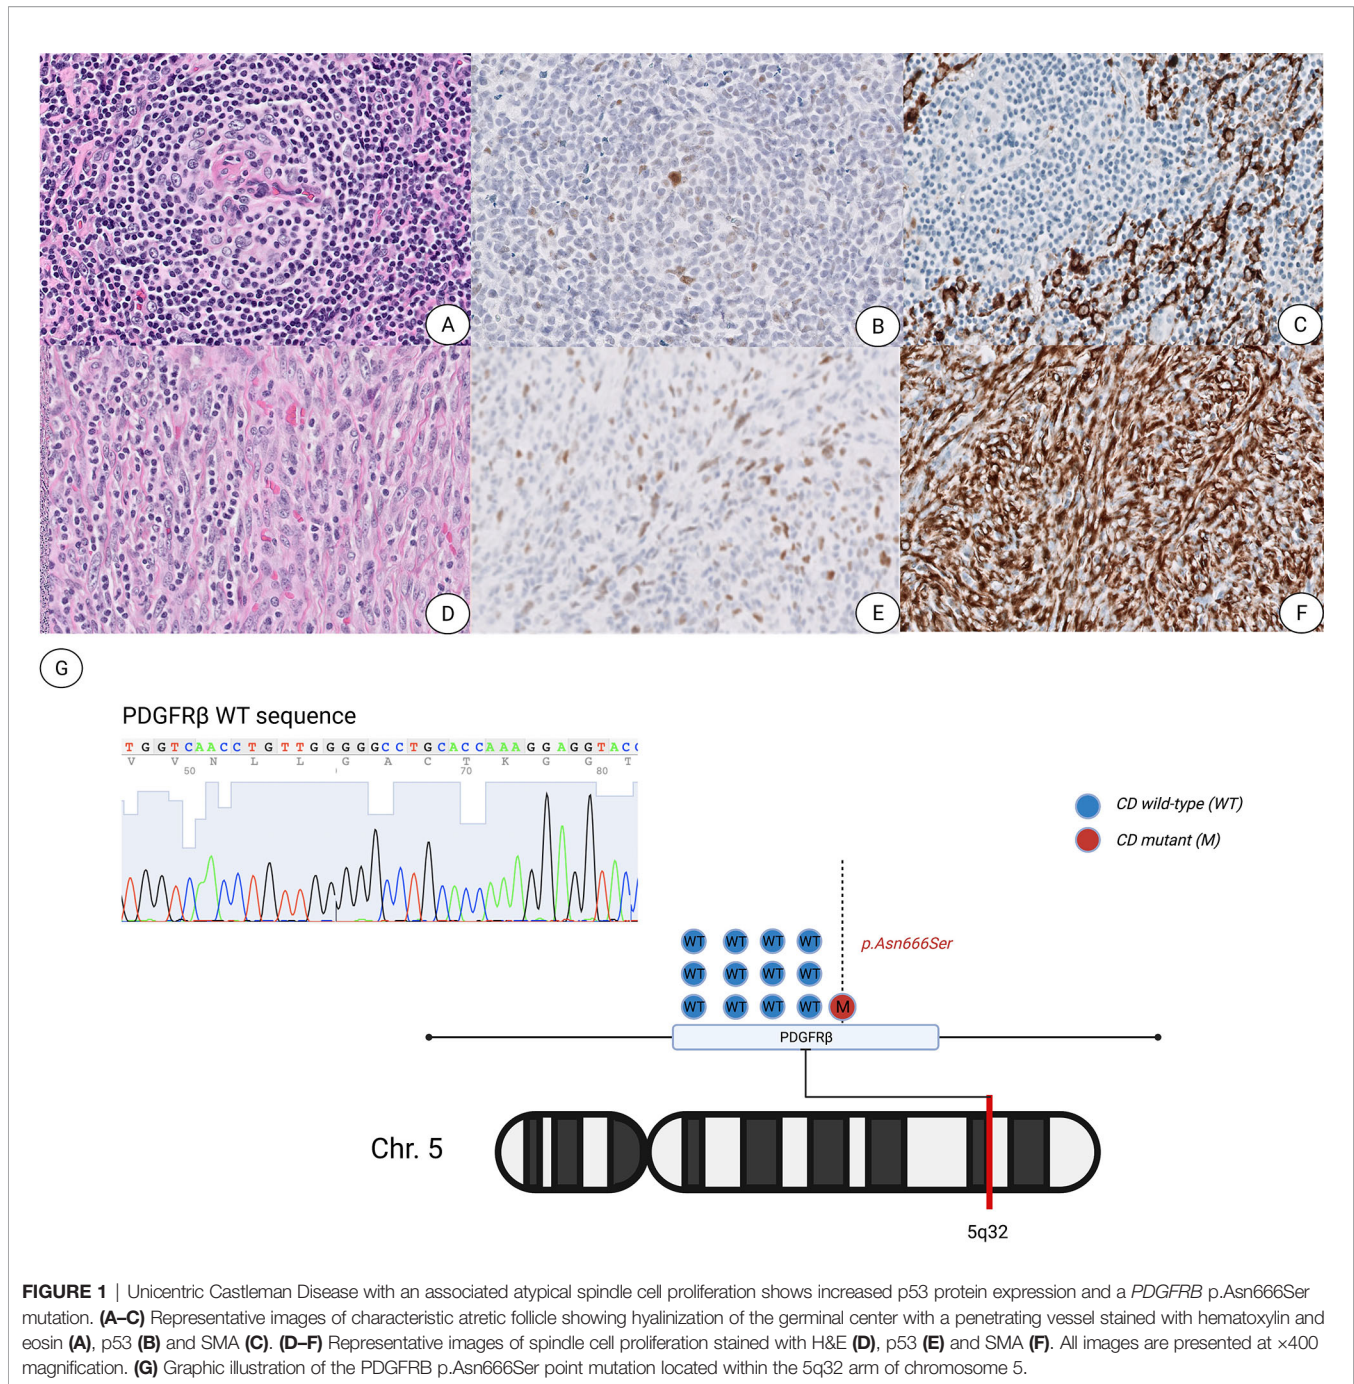 A
B
C
D
E
F
G
PDGFRβ WT sequence
TGGTCAACCTGTTGGGGGCCTGCACCAAAGGAGGTACC
V V N L L G A C T K G G T
50 70 80
CD wild-type (WT)
CD mutant (M)
WT WT WT WT
p.Asn666Ser
WT WT WT WT
WT WT WT WT M
PDGFRβ
Chr. 5
5q32
FIGURE 1 | Unicentric Castleman Disease with an associated atypical spindle cell proliferation shows increased p53 protein expression and a PDGFRB p.Asn666Ser
mutation. (A–C) Representative images of characteristic atretic follicle showing hyalinization of the germinal center with a penetrating vessel stained with hematoxylin and
eosin (A), p53 (B) and SMA (C). (D–F) Representative images of spindle cell proliferation stained with H&E (D), p53 (E) and SMA (F). All images are presented at ×400
magnification. (G) Graphic illustration of the PDGFRB p.Asn666Ser point mutation located within the 5q32 arm of chromosome 5.